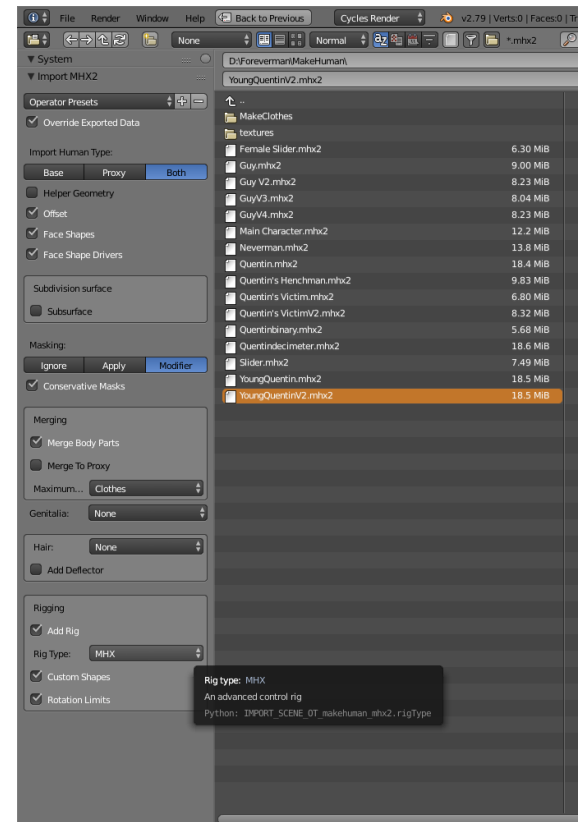 File Render Window Help Back to Previous Cycles Render v2.79 | Verts:0 | Faces:0 | Tr
None Normal *.mhx2
▼ System
D:\Foreverman\MakeHuman\
▼ Import MHX2
YoungQuentinV2.mhx2
Operator Presets
..
Override Exported Data
MakeClothes
textures
Import Human Type:
Female Slider.mhx2 6.30 MiB
Base Proxy Both
Guy.mhx2 9.00 MiB
Helper Geometry
Guy V2.mhx2 8.23 MiB
Offset
GuyV3.mhx2 8.04 MiB
GuyV4.mhx2 8.23 MiB
Face Shapes
Main Character.mhx2 12.2 MiB
Face Shape Drivers
Neverman.mhx2 13.8 MiB
Quentin.mhx2 18.4 MiB
Subdivision surface
Quentin's Henchman.mhx2 9.83 MiB
Subsurface
Quentin's Victim.mhx2 6.80 MiB
Quentin's VictimV2.mhx2 8.32 MiB
Quentinbinary.mhx2 5.68 MiB
Masking:
Quentindecimeter.mhx2 18.6 MiB
Ignore Apply Modifier
Slider.mhx2 7.49 MiB
Conservative Masks
YoungQuentin.mhx2 18.5 MiB
YoungQuentinV2.mhx2 18.5 MiB
Merging
Merge Body Parts
Merge To Proxy
Maximum... Clothes
Genitalia: None
Hair: None
Add Deflector
Rigging
Add Rig
Rig Type: MHX
Custom Shapes
Rotation Limits
Rig type: MHX
An advanced control rig
Python: IMPORT_SCENE_OT_makehuman_mhx2.rigType